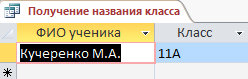 Получение названия класса
ФИО ученика Класс
Кучеренко М.А. 11А